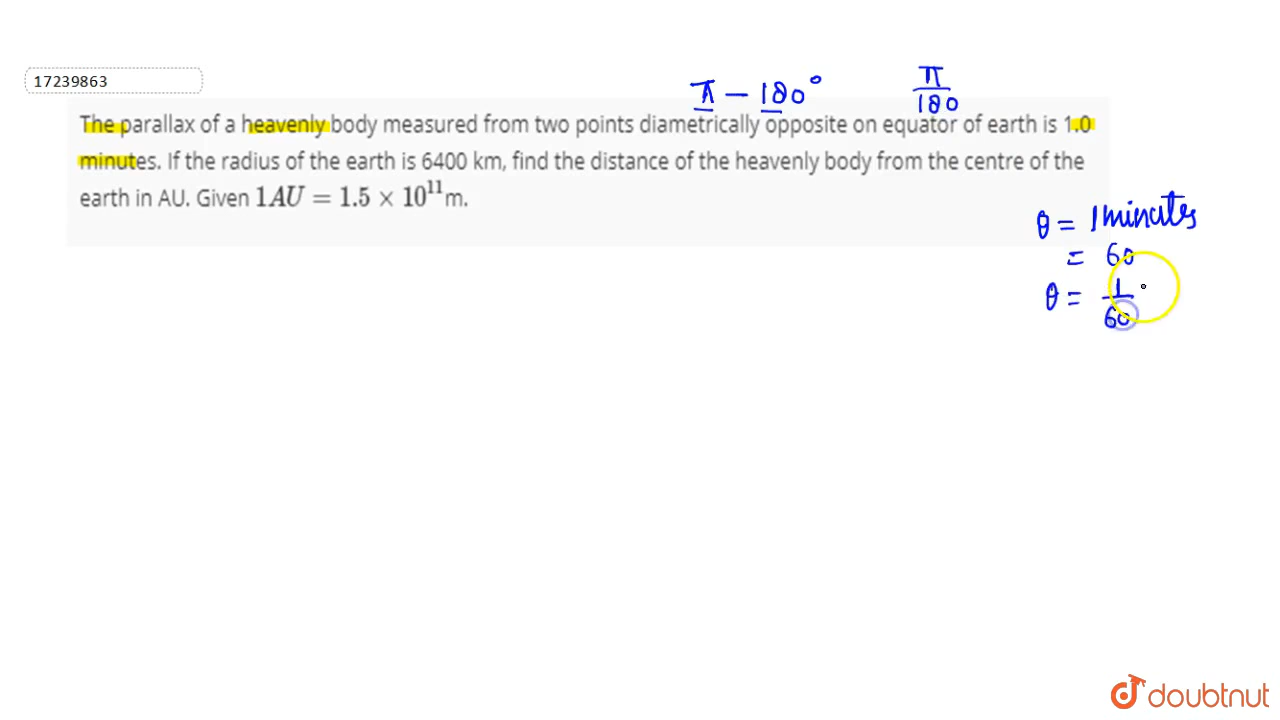 17239863
π - 180° π/180
The parallax of a heavenly body measured from two points diametrically opposite on equator of earth is 1.0
minutes. If the radius of the earth is 6400 km, find the distance of the heavenly body from the centre of the
earth in AU. Given 1AU = 1.5 × 10¹¹m.
θ = 1 minutes
= 60
θ = 1/60
doubtnut